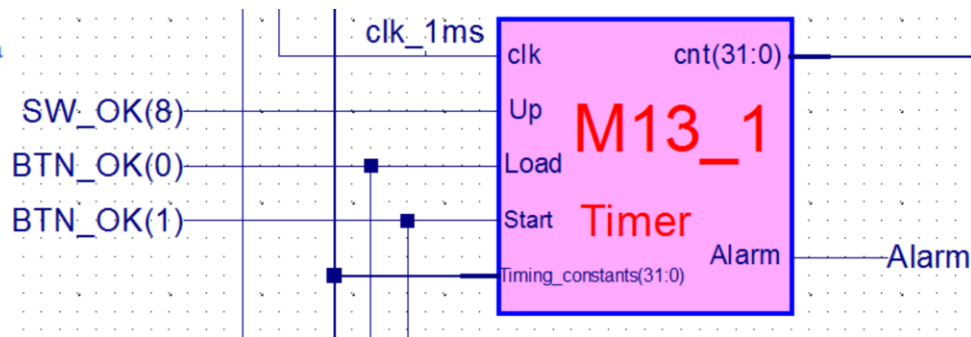 clk_1ms
clk
cnt(31:0)
SW_OK(8)
Up
M13_1
BTN_OK(0)
Load
BTN_OK(1)
Start
Timer
Alarm
Alarm
Timing_constants(31:0)